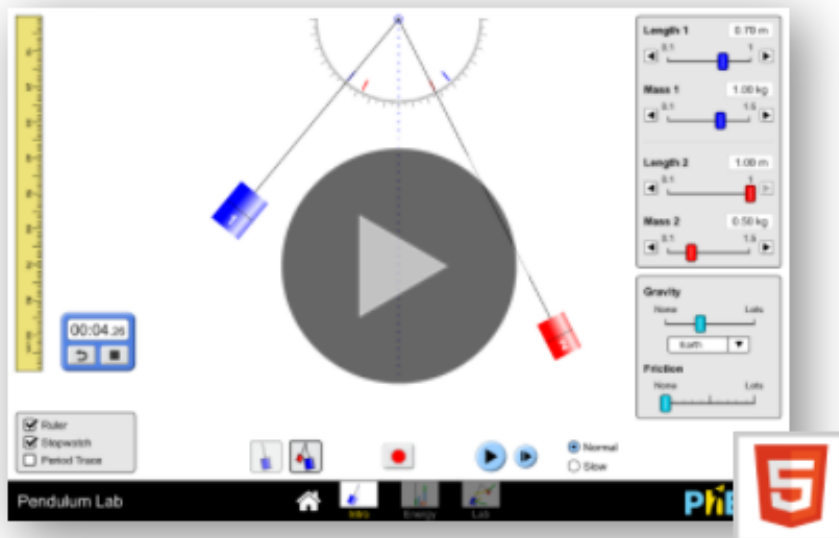 Length 1 0.70 m
0.1 1
Mass 1 1.00 kg
0.1 1.5
Length 2 1.00 m
0.1 1
Mass 2 0.50 kg
0.1 1.5
1
2
Gravity
None Lots
Earth
Friction
None Lots
00:04.26
Ruler
Stopwatch
Period Trace
Normal
Slow
Pendulum Lab
Intro
Energy
Lab
5